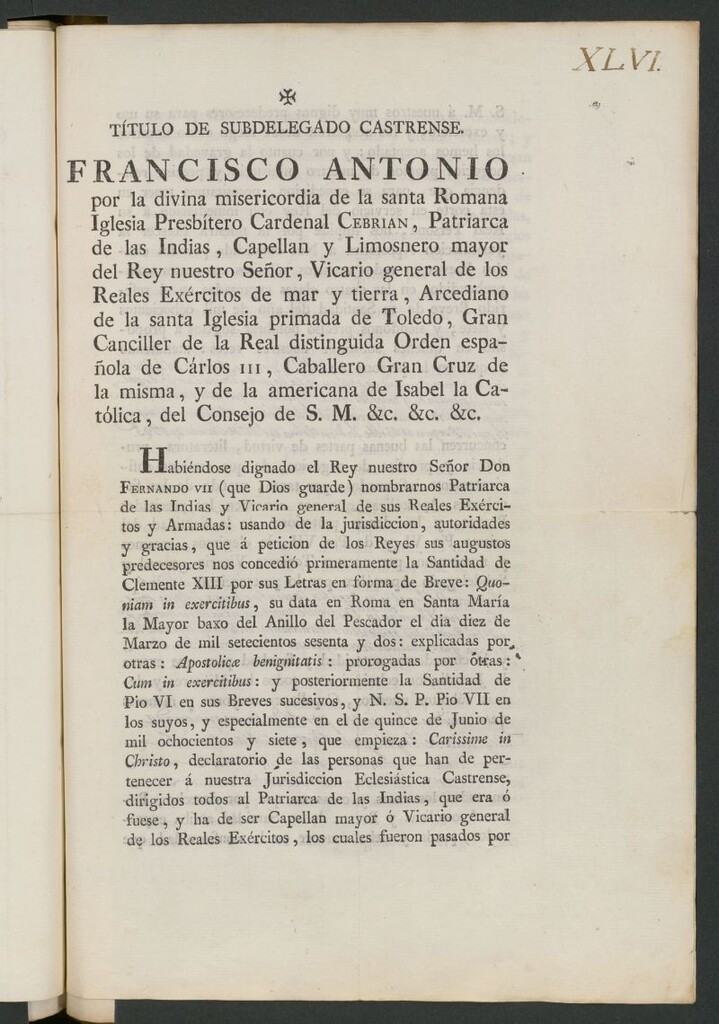 XLVI.
✠
TÍTULO DE SUBDELEGADO CASTRENSE.
FRANCISCO ANTONIO
por la divina misericordia de la santa Romana
Iglesia Presbítero Cardenal CEBRIAN, Patriarca
de las Indias, Capellan y Limosnero mayor
del Rey nuestro Señor, Vicario general de los
Reales Exércitos de mar y tierra, Arcediano
de la santa Iglesia primada de Toledo, Gran
Canciller de la Real distinguida Orden espa-
ñola de Cárlos III, Caballero Gran Cruz de
la misma, y de la americana de Isabel la Ca-
tólica, del Consejo de S. M. &c. &c. &c.
Habiéndose dignado el Rey nuestro Señor Don
FERNANDO VII (que Dios guarde) nombrarnos Patriarca
de las Indias y Vicario general de sus Reales Exérci-
tos y Armadas: usando de la jurisdiccion, autoridades
y gracias, que á peticion de los Reyes sus augustos
predecesores nos concedió primeramente la Santidad de
Clemente XIII por sus Letras en forma de Breve: Quo-
niam in exercitibus, su data en Roma en Santa María
la Mayor baxo del Anillo del Pescador el dia diez de
Marzo de mil setecientos sesenta y dos: explicadas por
otras: Apostolicæ benignitatis: prorogadas por otras:
Cum in exercitibus: y posteriormente la Santidad de
Pio VI en sus Breves sucesivos, y N. S. P. Pio VII en
los suyos, y especialmente en el de quince de Junio de
mil ochocientos y siete, que empieza: Carissime in
Christo, declaratorio de las personas que han de per-
tenecer á nuestra Jurisdiccion Eclesiástica Castrense,
dirigidos todos al Patriarca de las Indias, que era ó
fuese, y ha de ser Capellan mayor ó Vicario general
de los Reales Exércitos, los cuales fueron pasados por